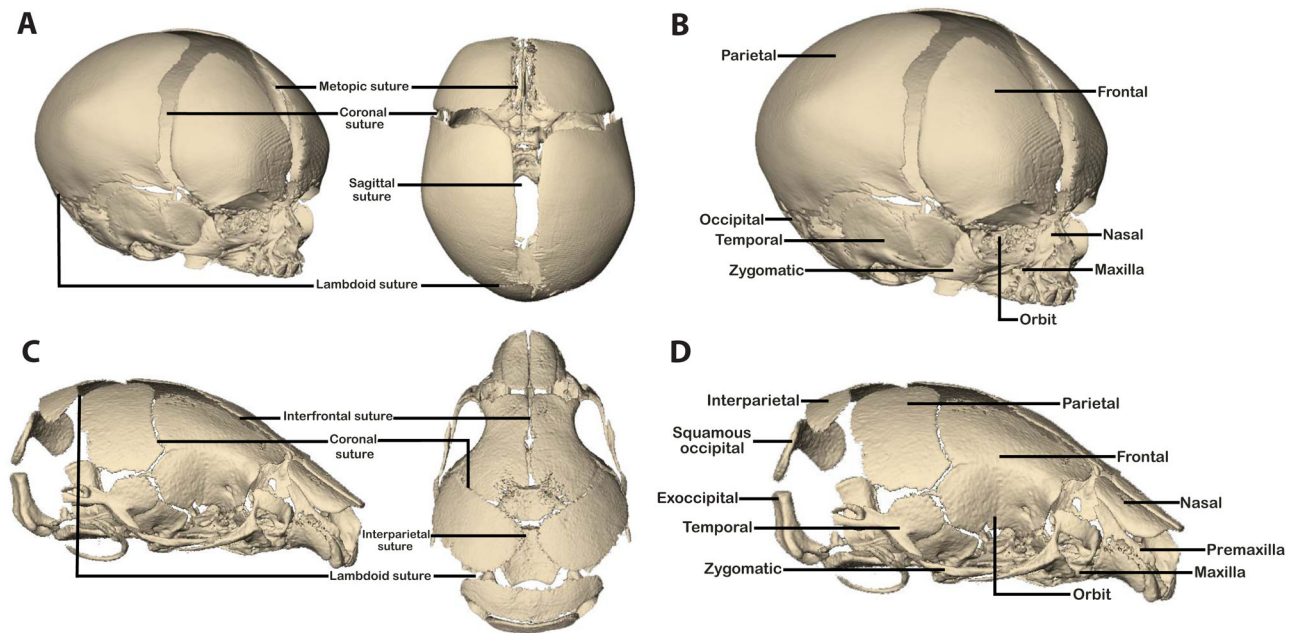 A
Metopic suture
Coronal
suture
Sagittal
suture
Lambdoid suture
B
Parietal
Frontal
Occipital
Temporal
Zygomatic
Nasal
Maxilla
Orbit
C
Interfrontal suture
Coronal
suture
Interparietal
suture
Lambdoid suture
D
Interparietal
Parietal
Squamous
occipital
Frontal
Exoccipital
Nasal
Temporal
Premaxilla
Zygomatic
Maxilla
Orbit